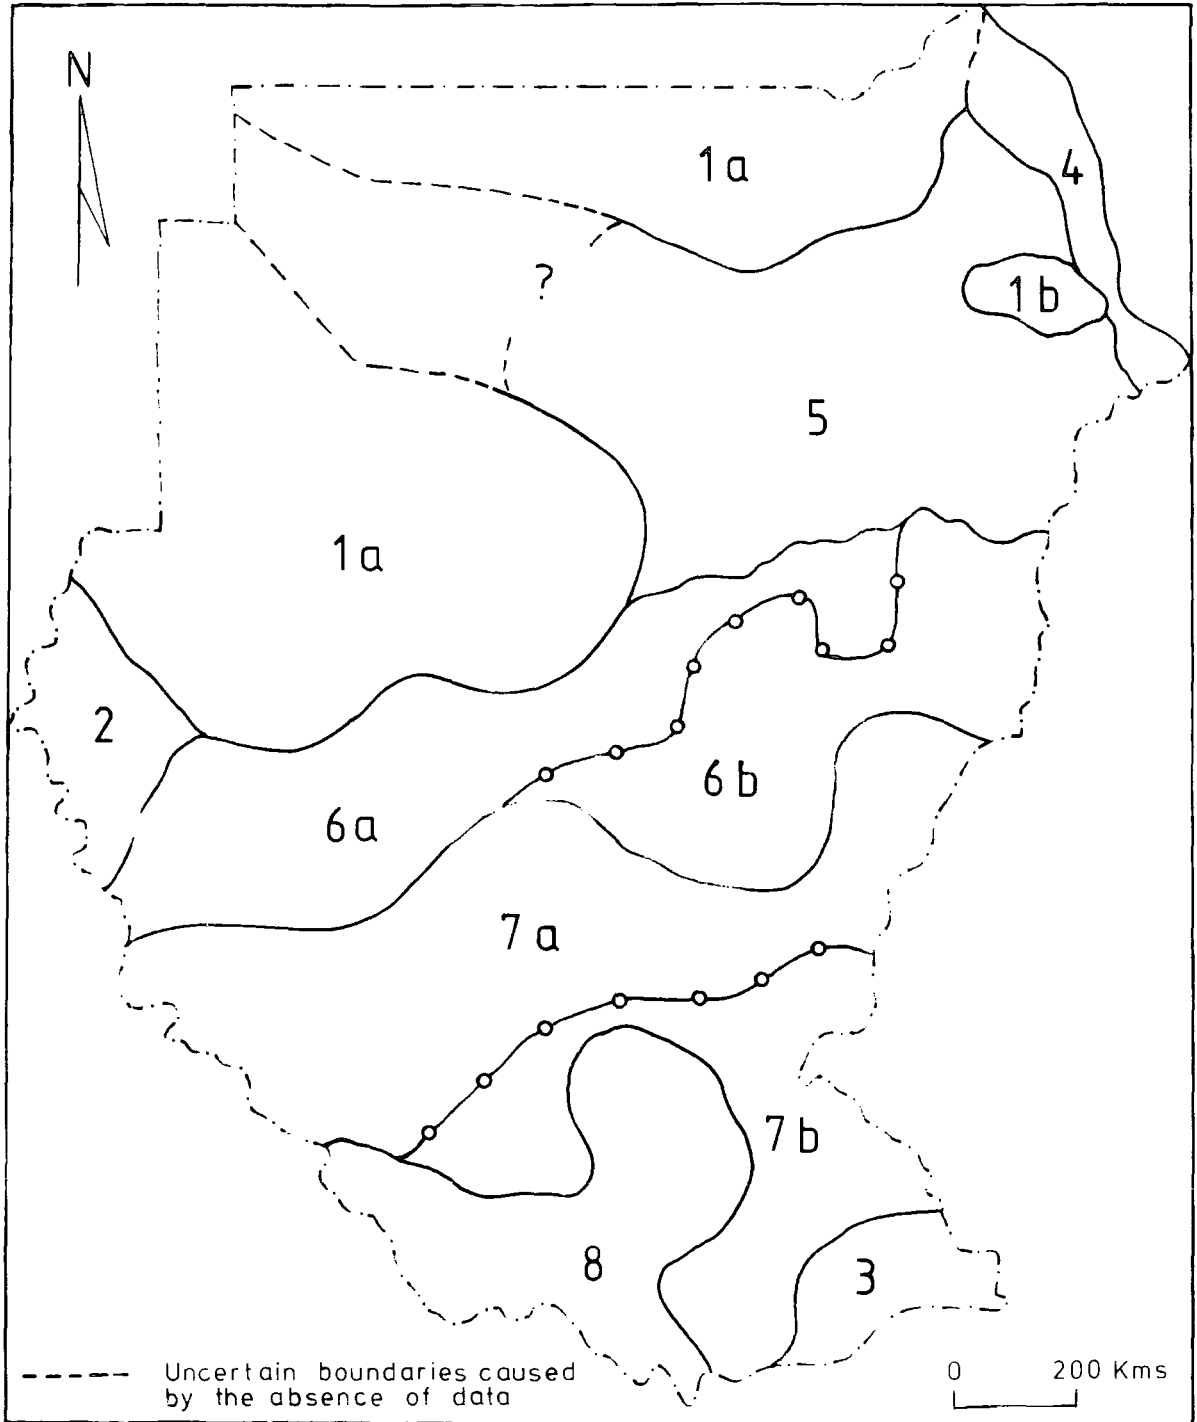 N
1a
4
?
1b
5
1a
2
6b
6a
7a
7b
8
3
Uncertain boundaries caused
by the absence of data
0 200 Kms